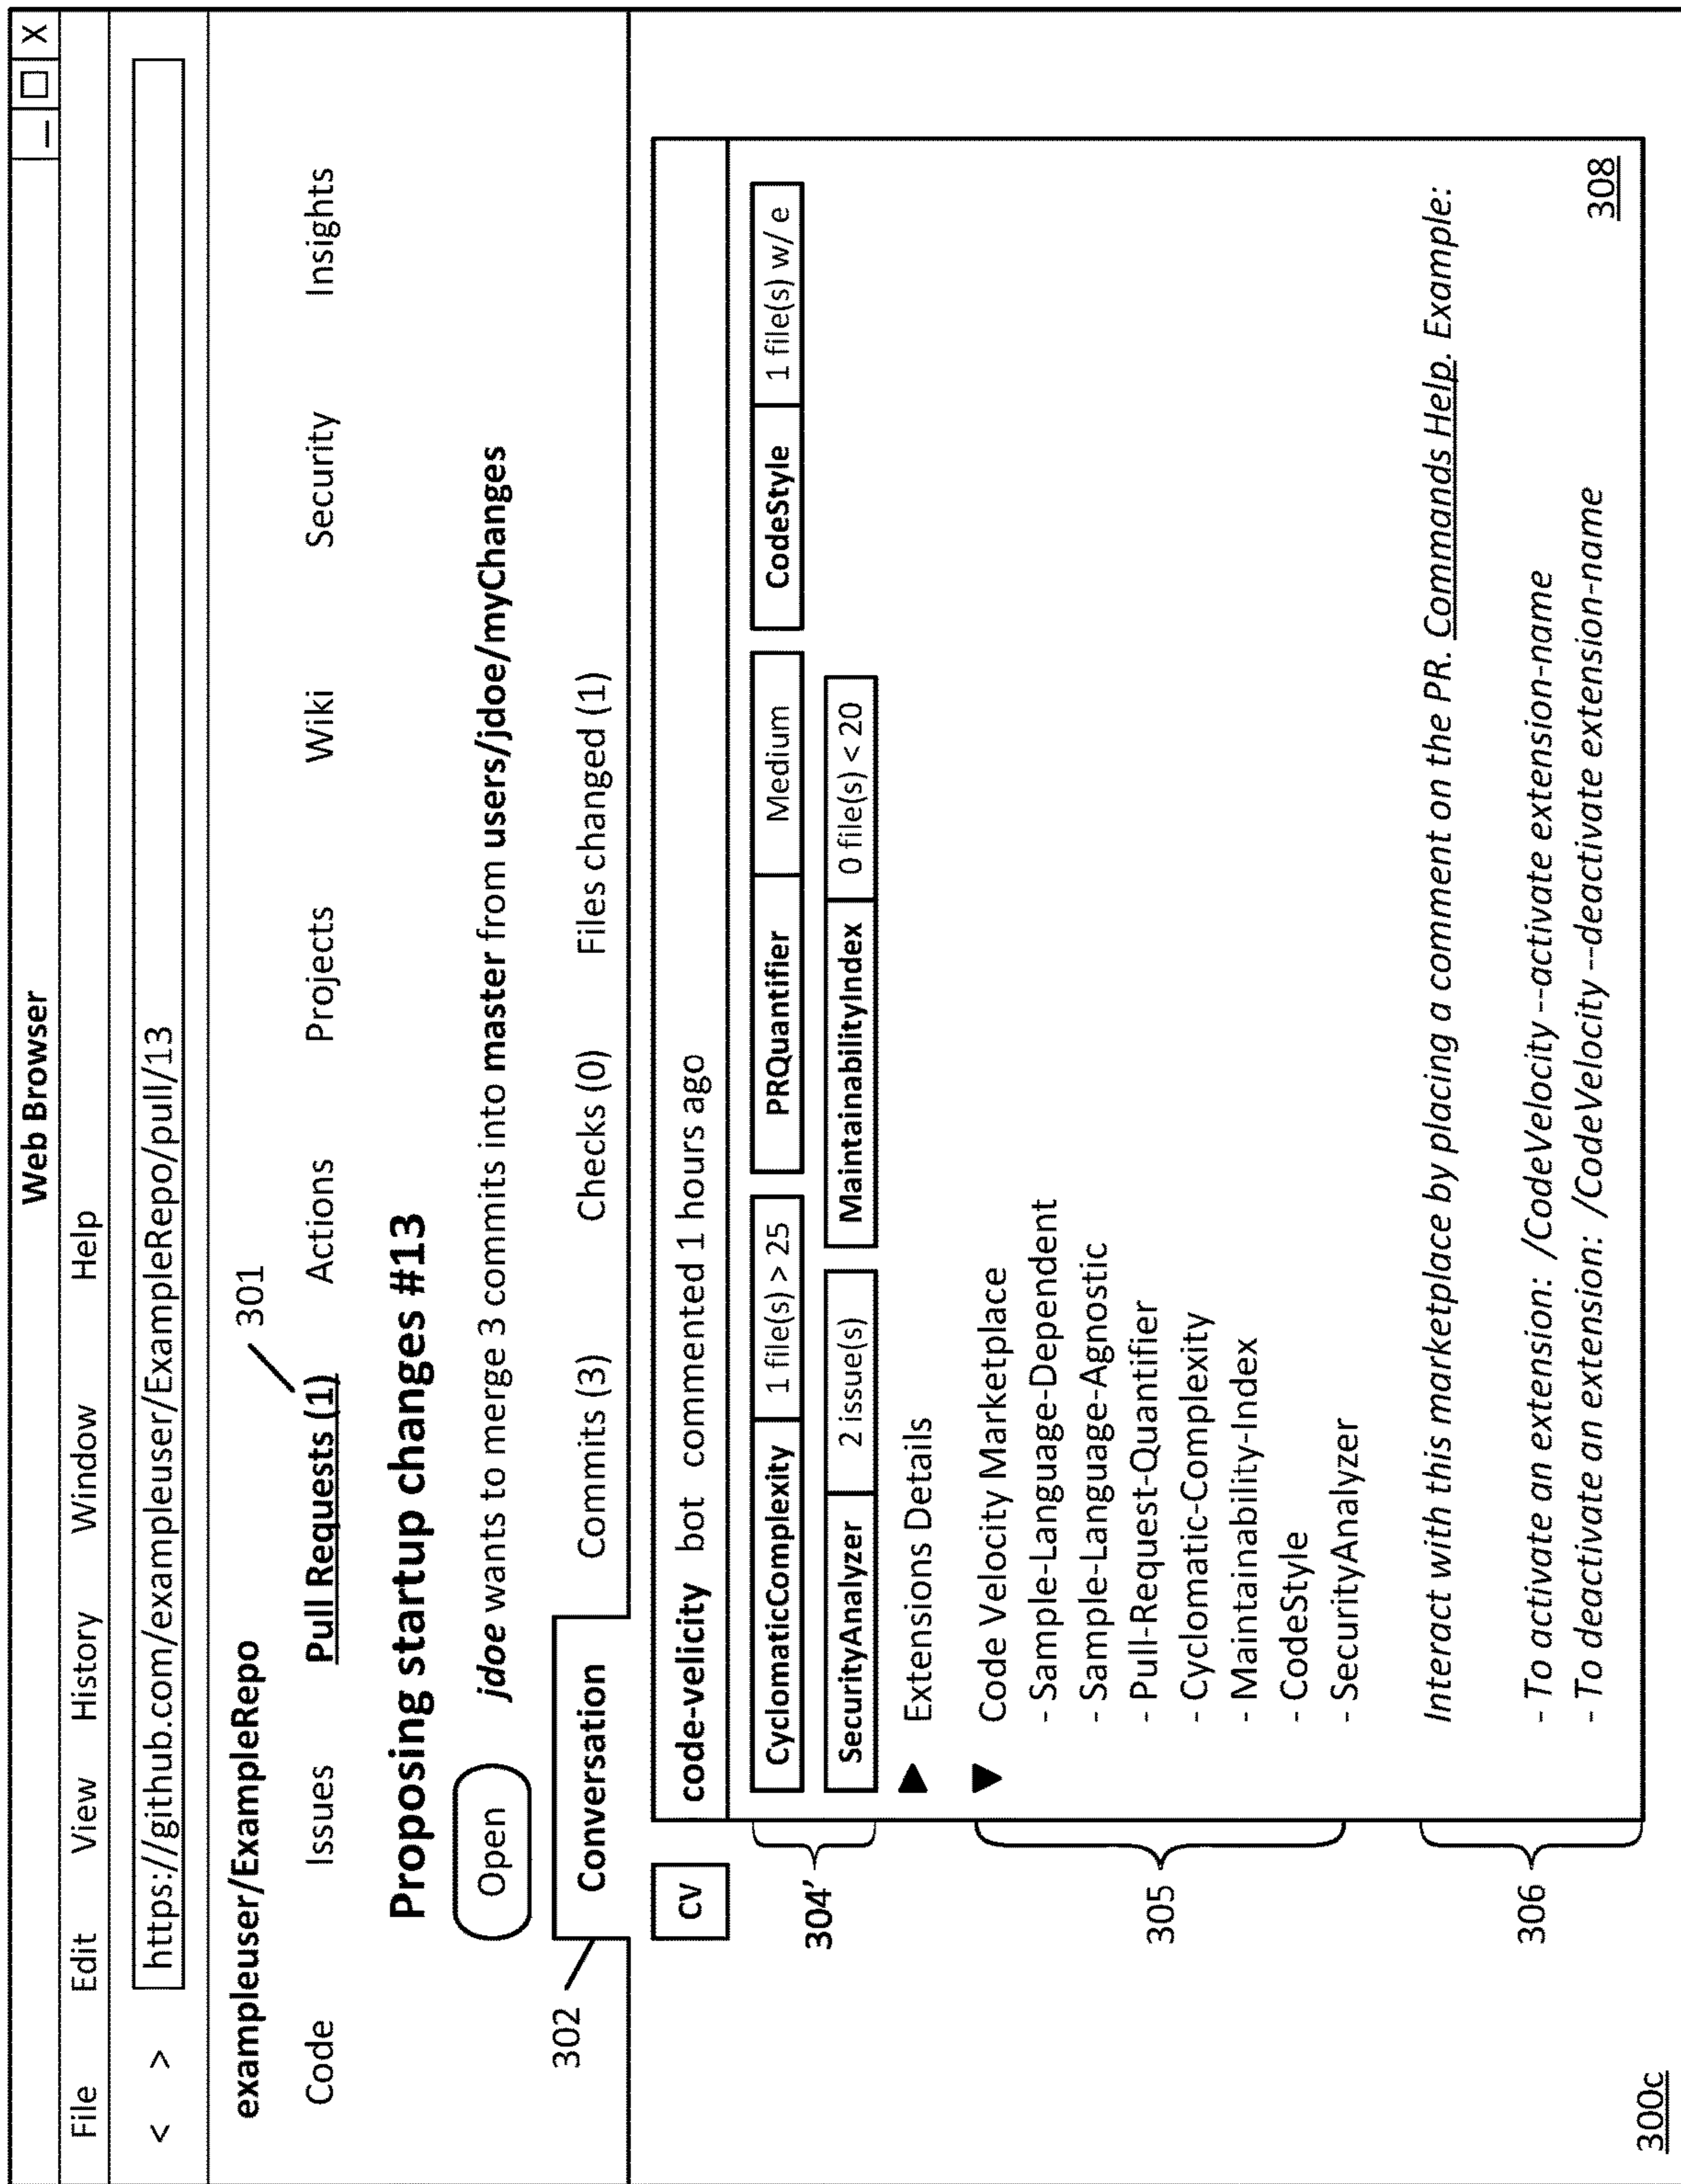 Web Browser _ □ X
File Edit View History Window Help
< > https://github.com/exampleuser/ExampleRepo/pull/13
exampleuser/ExampleRepo
301
Code Issues Pull Requests (1) Actions Projects Wiki Security Insights
Proposing startup changes #13
Open jdoe wants to merge 3 commits into master from users/jdoe/myChanges
302
Conversation Commits (3) Checks (0) Files changed (1)
CV code-velicity bot commented 1 hours ago
304'
CyclomaticComplexity 1 file(s) > 25 PRQuantifier Medium CodeStyle 1 file(s) w/ e
SecurityAnalyzer 2 issue(s) MaintainabilityIndex 0 file(s) < 20
▶ Extensions Details
▼ Code Velocity Marketplace
- Sample-Language-Dependent
- Sample-Language-Agnostic
- Pull-Request-Quantifier
305
- Cyclomatic-Complexity
- Maintainability-Index
- CodeStyle
- SecurityAnalyzer
Interact with this marketplace by placing a comment on the PR. Commands Help. Example:
306
- To activate an extension: /CodeVelocity --activate extension-name
- To deactivate an extension: /CodeVelocity --deactivate extension-name
308
300c